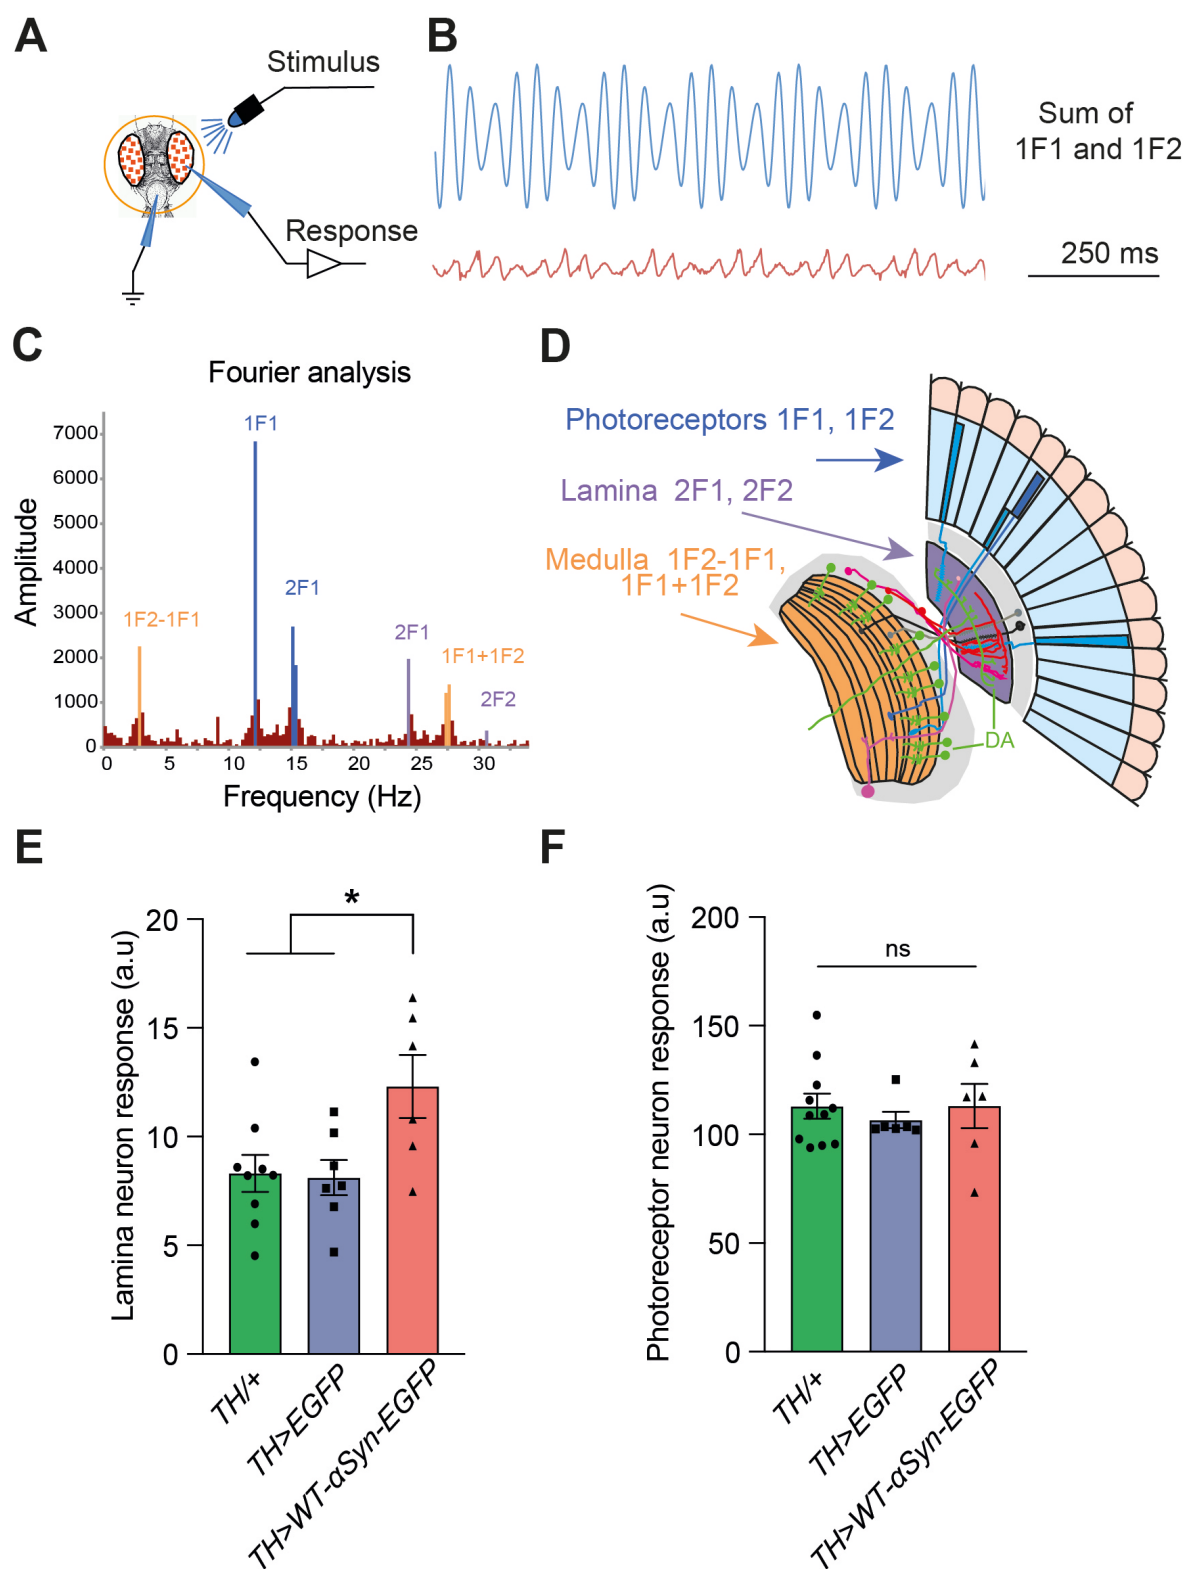 A
Stimulus
Response
B
Sum of
1F1 and 1F2
250 ms
C
Fourier analysis
Amplitude
7000
6000
5000
4000
3000
2000
1000
0
1F2-1F1
1F1
2F1
2F1
1F1+1F2
2F2
0
5
10
15
20
25
30
Frequency (Hz)
D
Photoreceptors 1F1, 1F2
Lamina 2F1, 2F2
Medulla 1F2-1F1,
1F1+1F2
DA
E
Lamina neuron response (a.u)
20
15
10
5
0
*
TH/+
TH>EGFP
TH>WT-αSyn-EGFP
F
Photoreceptor neuron response (a.u)
200
150
100
50
0
ns
TH/+
TH>EGFP
TH>WT-αSyn-EGFP